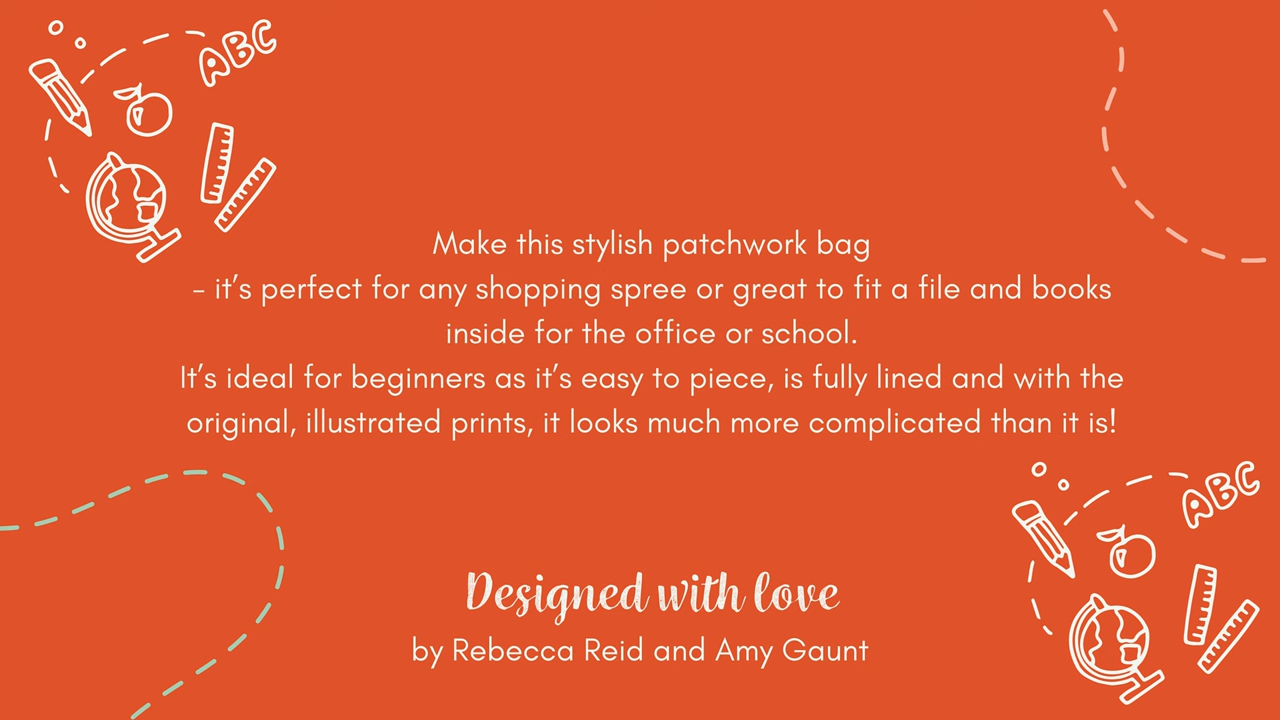 ABC
Make this stylish patchwork bag
- it's perfect for any shopping spree or great to fit a file and books
inside for the office or school.
It's ideal for beginners as it's easy to piece, is fully lined and with the
original, illustrated prints, it looks much more complicated than it is!
ABC
Designed with love
by Rebecca Reid and Amy Gaunt